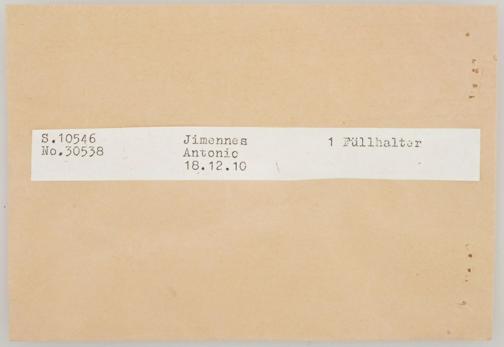 S.10546 Jimennes 1 Füllhalter
No.30538 Antonio
18.12.10